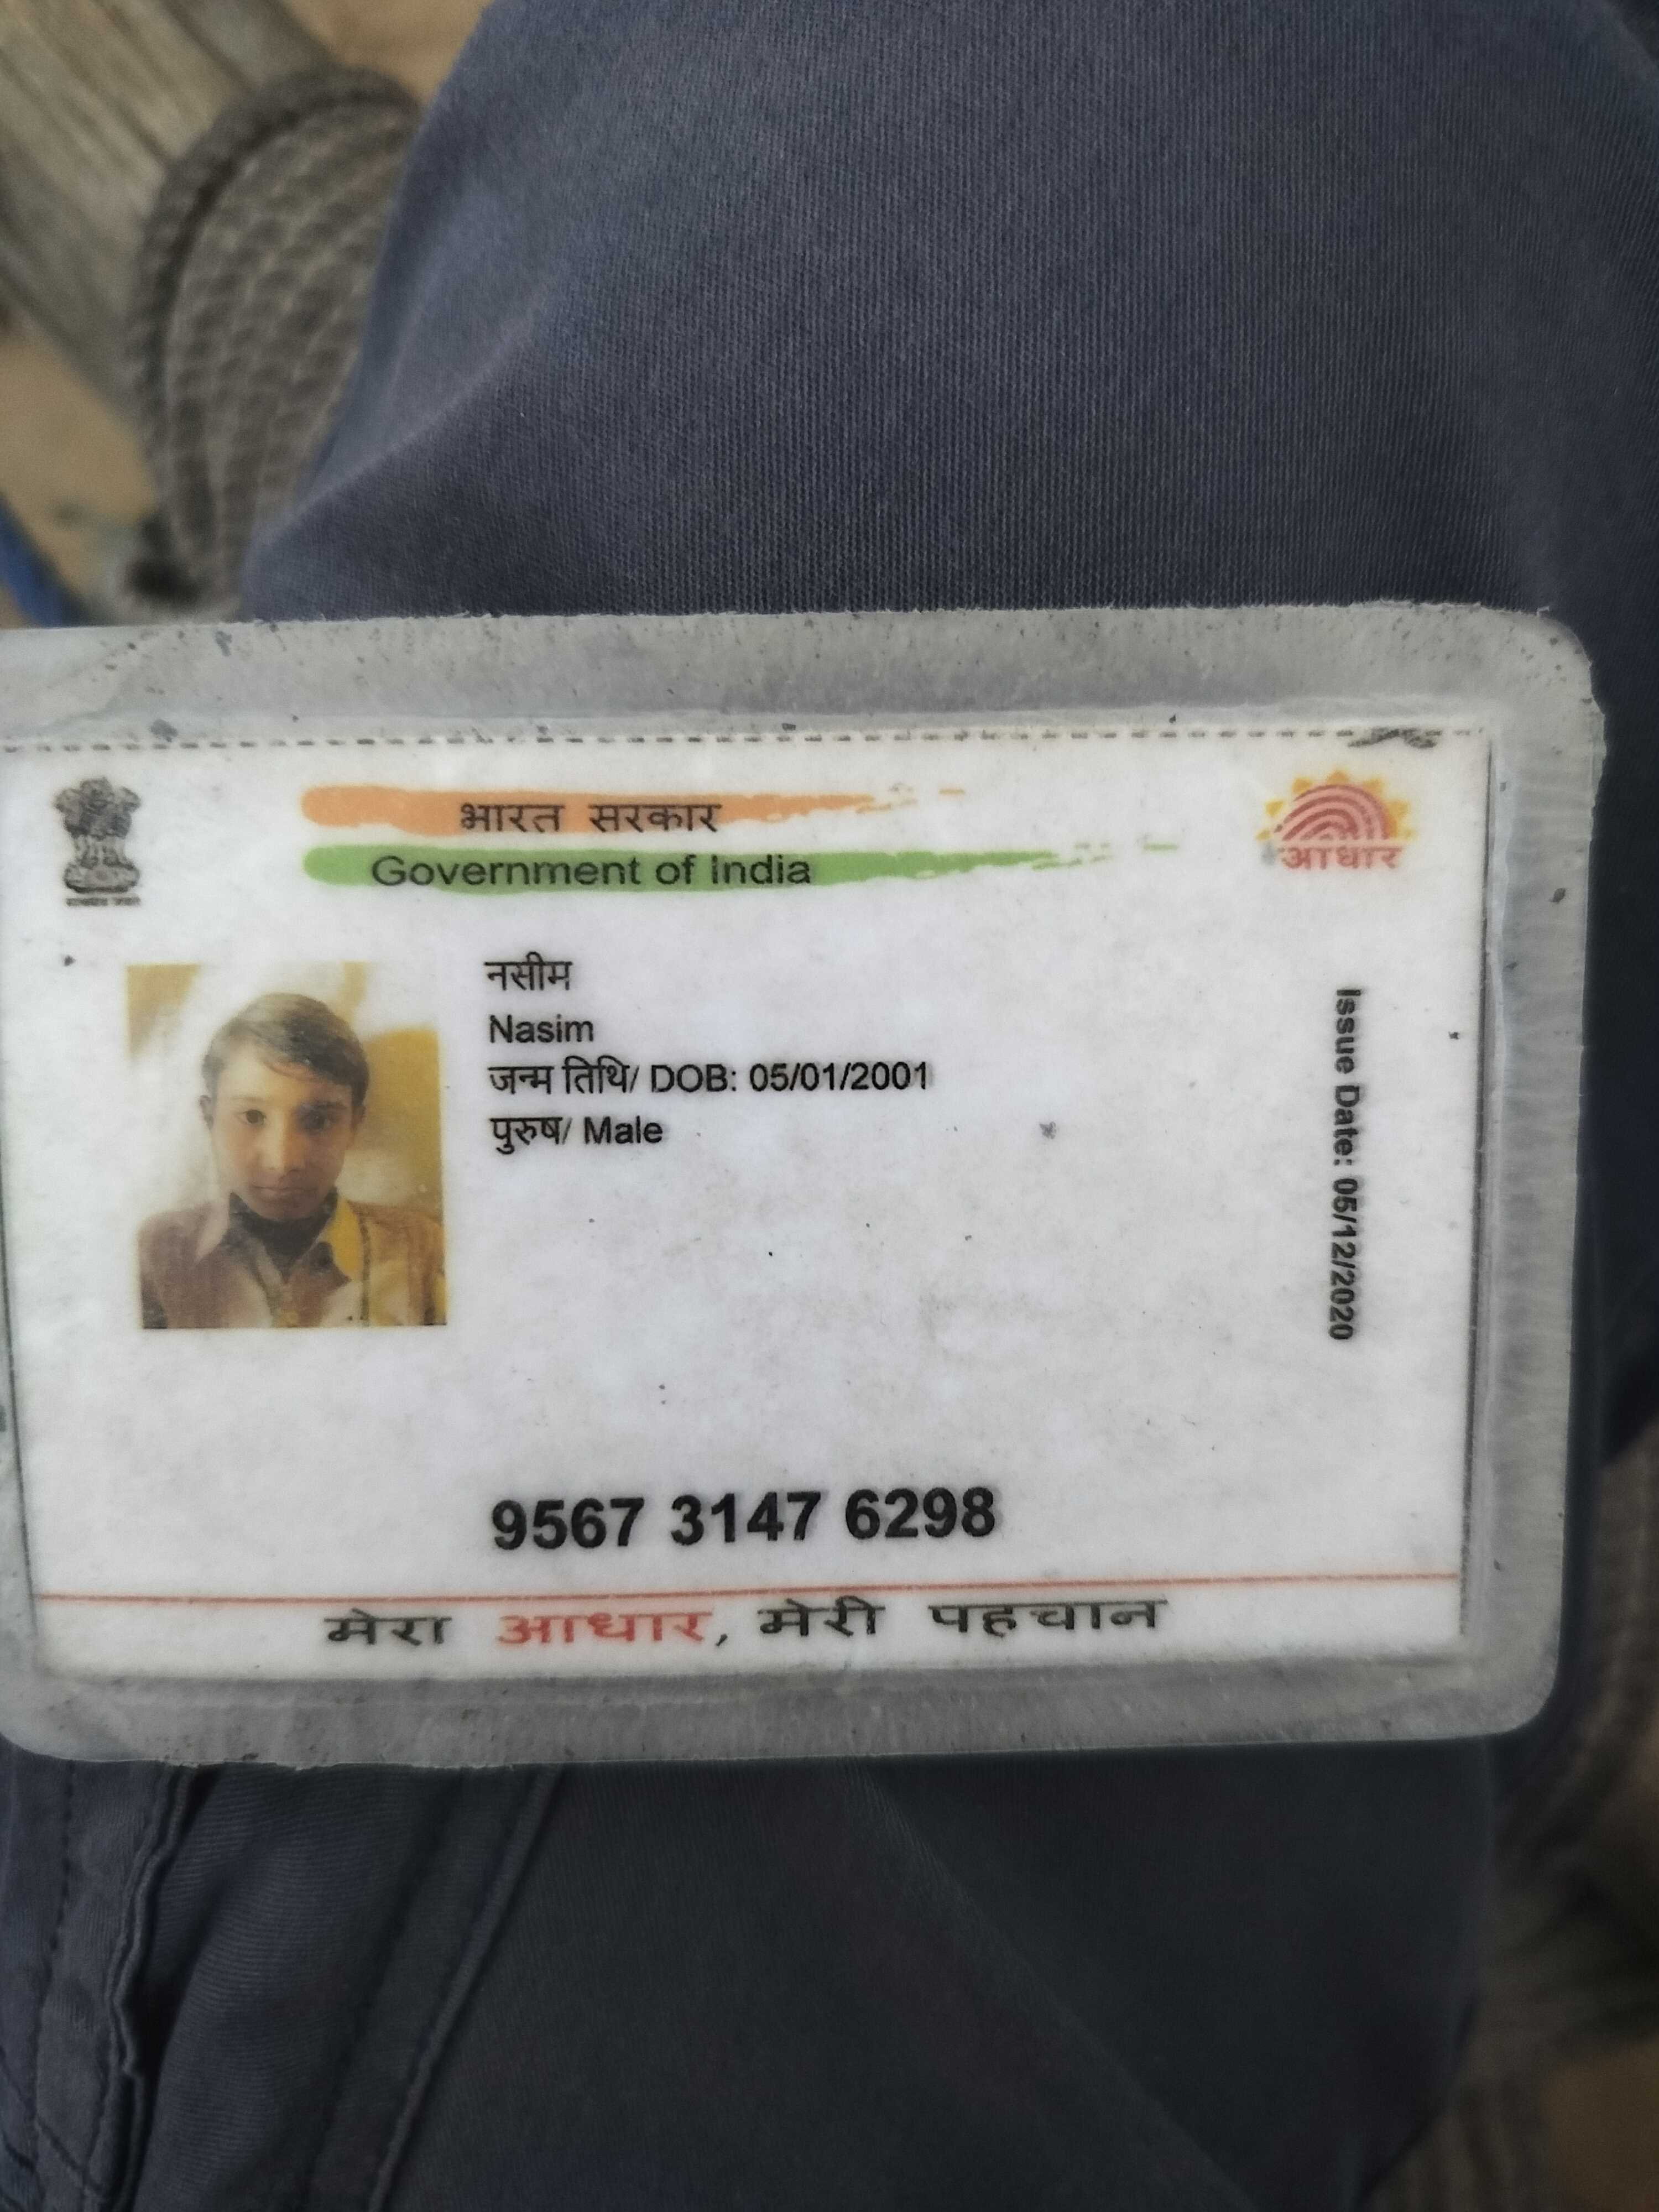 भारत सरकार
Government of India
आधार
नसीम
Nasim
जन्म तिथि/ DOB: 05/01/2001
पुरुष/ Male
Issue Date: 05/12/2020
9567 3147 6298
मेरा आधार, मेरी पहचान